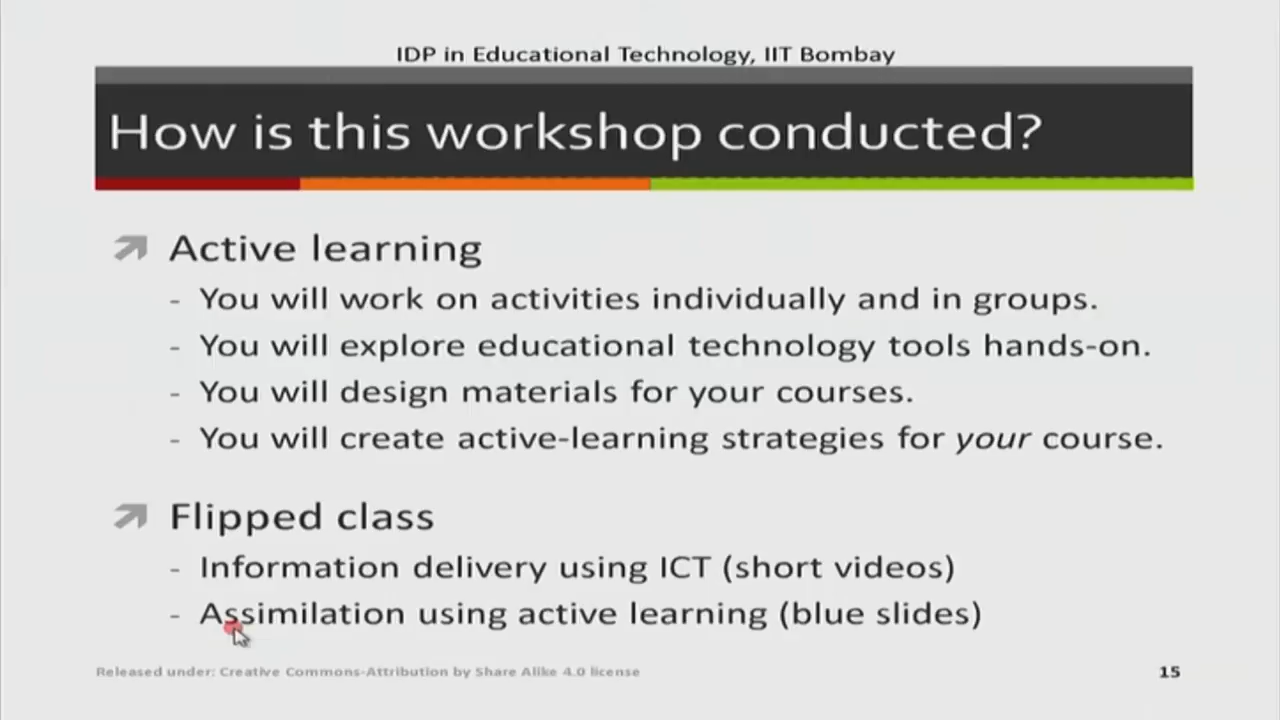 IDP in Educational Technology, IIT Bombay
How is this workshop conducted?
Active learning
- You will work on activities individually and in groups.
- You will explore educational technology tools hands-on.
- You will design materials for your courses.
- You will create active-learning strategies for your course.
Flipped class
- Information delivery using ICT (short videos)
- Assimilation using active learning (blue slides)
Released under: Creative Commons-Attribution by Share Alike 4.0 license
15